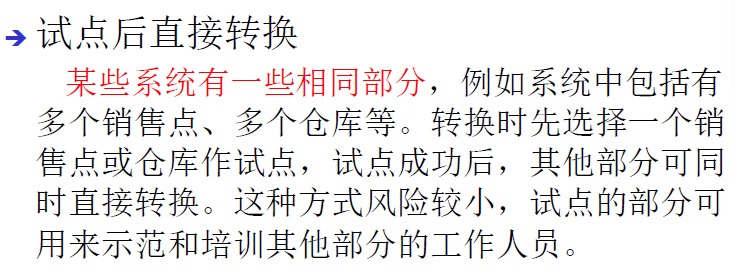 试点后直接转换
某些系统有一些相同部分，例如系统中包括有
多个销售点、多个仓库等。转换时先选择一个销
售点或仓库作试点，试点成功后，其他部分可同
时直接转换。这种方式风险较小，试点的部分可
用来示范和培训其他部分的工作人员。